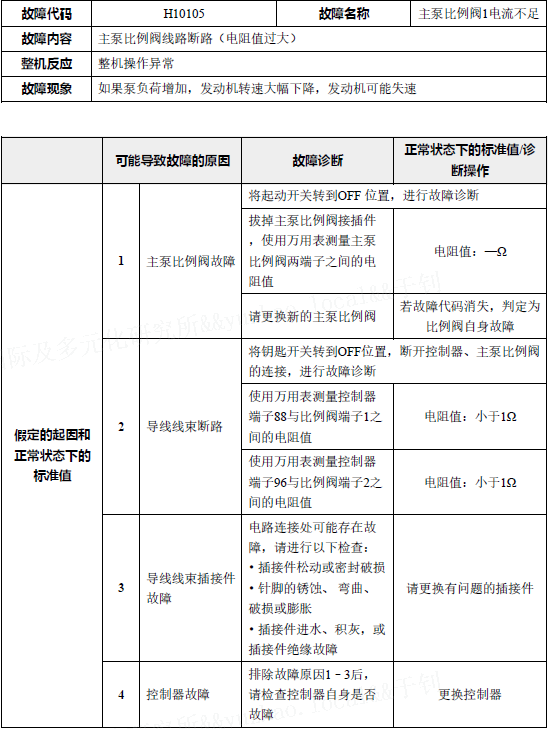 故障代码 H10105 故障名称 主泵比例阀1电流不足
故障内容 主泵比例阀线路断路（电阻值过大）
整机反应 整机操作异常
故障现象 如果泵负荷增加，发动机转速大幅下降，发动机可能失速
可能导致故障的原因 故障诊断 正常状态下的标准值/诊
断操作
假定的起因和
正常状态下的
标准值
1 主泵比例阀故障
将起动开关转到OFF 位置，进行故障诊断
拔掉主泵比例阀接插件
，使用万用表测量主泵
比例阀两端子之间的电
阻值
电阻值：—Ω
请更换新的主泵比例阀
若故障代码消失，判定为
比例阀自身故障
2 导线线束断路
将钥匙开关转到OFF位置，断开控制器、主泵比例阀
的连接，进行故障诊断
使用万用表测量控制器
端子88与比例阀端子1之
间的电阻值
电阻值：小于1Ω
使用万用表测量控制器
端子96与比例阀端子2之
间的电阻值
电阻值：小于1Ω
3 导线线束插接件
故障
电路连接处可能存在故
障，请进行以下检查：
•插接件松动或密封破损
•针脚的锈蚀、 弯曲、
破损或膨胀
•插接件进水、积灰，或
插接件绝缘故障
请更换有问题的插接件
4 控制器故障
排除故障原因1－3后，
请检查控制器自身是否
故障
更换控制器